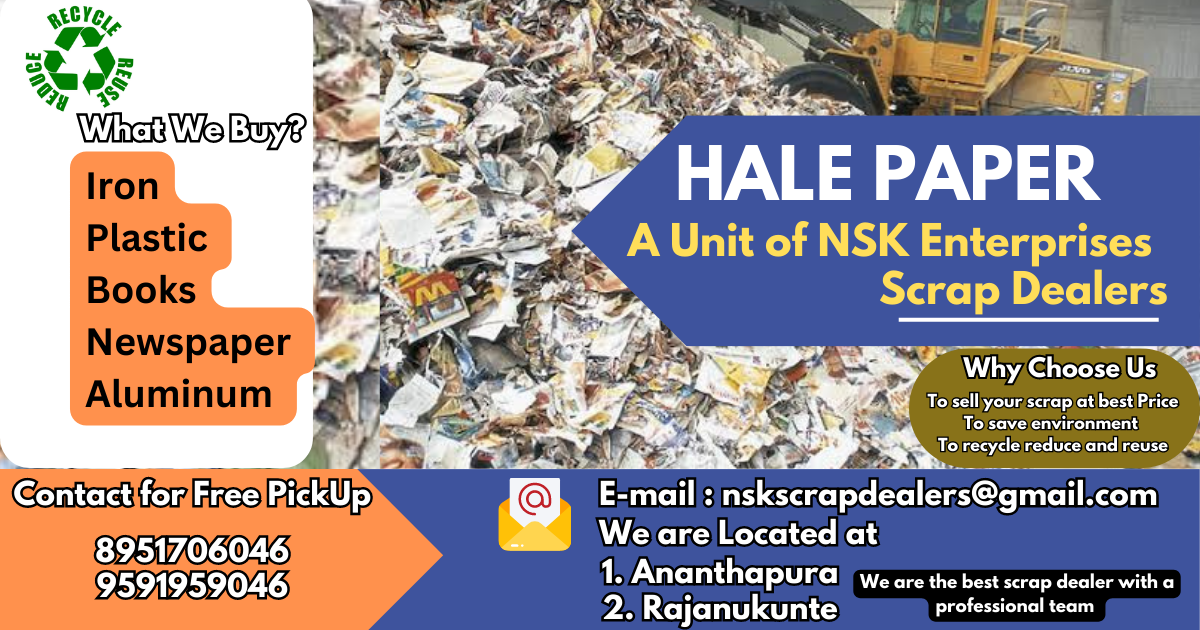 RECYCLE
REDUCE
REUSE
What We Buy?
Iron
Plastic
Books
Newspaper
Aluminum
HALE PAPER
A Unit of NSK Enterprises
Scrap Dealers
Why Choose Us
To sell your scrap at best Price
To save environment
To recycle reduce and reuse
Contact for Free PickUp
8951706046
9591959046
@
E-mail : nskscrapdealers@gmail.com
We are Located at
1. Ananthapura
2. Rajanukunte
We are the best scrap dealer with a
professional team